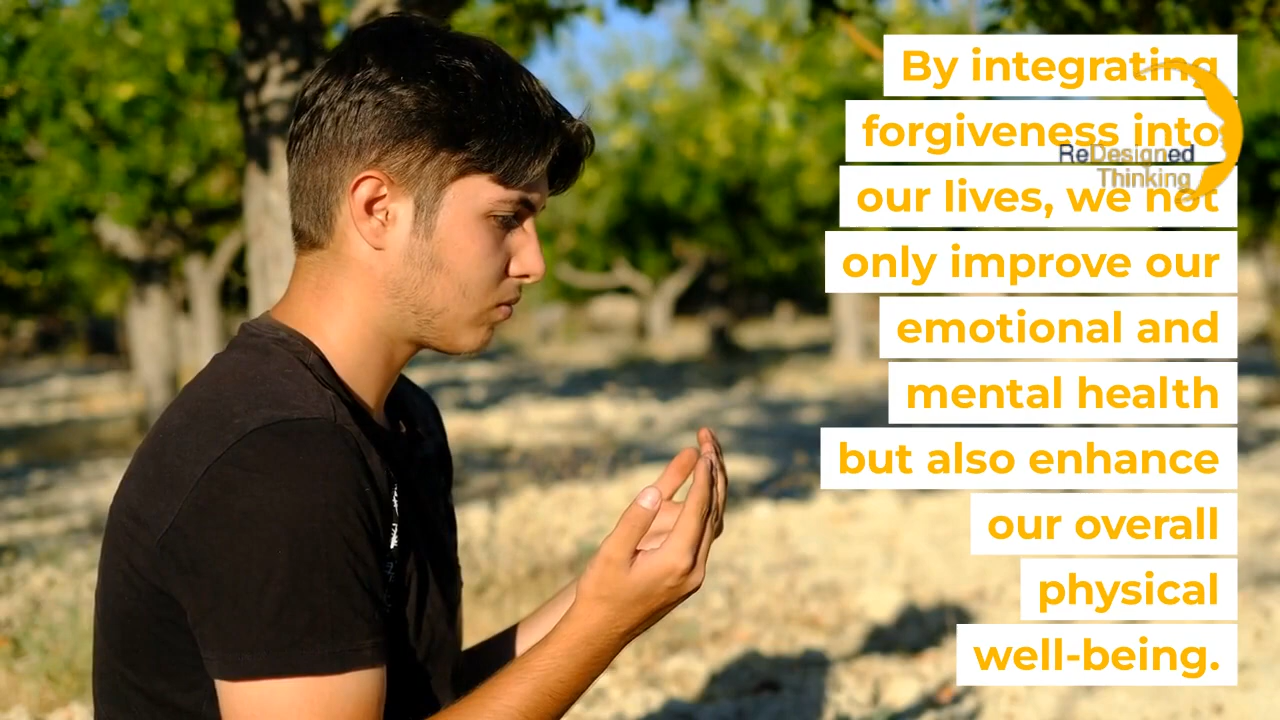 By integrating
forgiveness into
our lives, we not
only improve our
emotional and
mental health
but also enhance
our overall
physical
well-being.
ReDesigned
Thinking